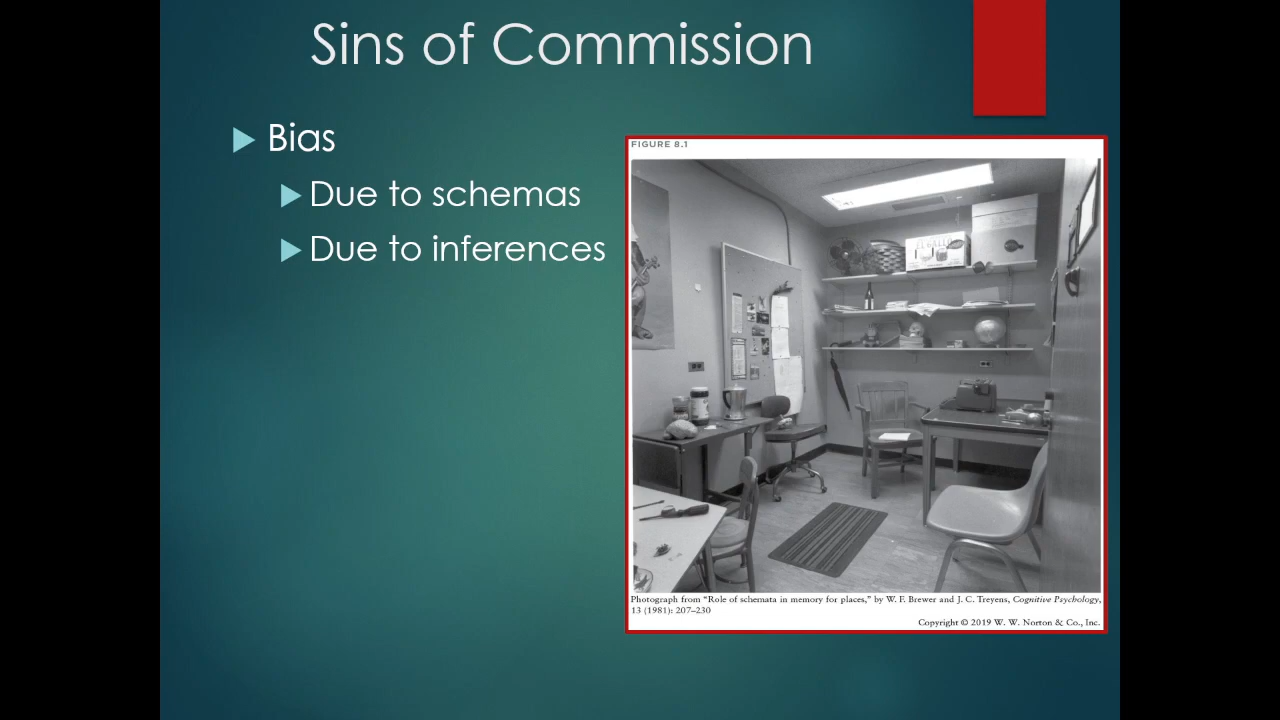 Sins of Commission
Bias
Due to schemas
Due to inferences
FIGURE 8.1
Photograph from “Role of schemata in memory for places,” by W. F. Brewer and J. C. Treyens, Cognitive Psychology,
13 (1981): 207–230
Copyright © 2019 W. W. Norton & Co., Inc.